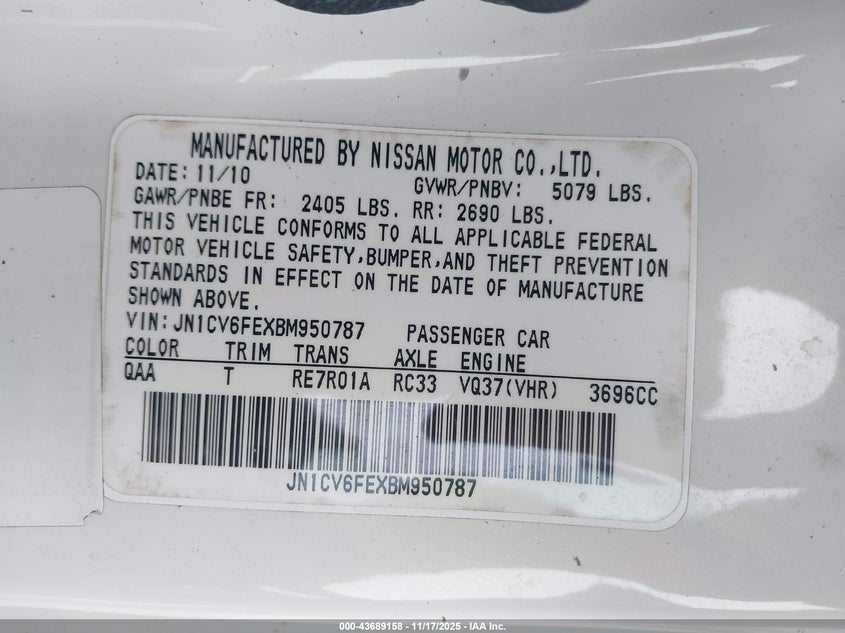 MANUFACTURED BY NISSAN MOTOR CO.,LTD.
DATE: 11/10 GVWR/PNBV: 5079 LBS.
GAWR/PNBE FR: 2405 LBS. RR: 2690 LBS.
THIS VEHICLE CONFORMS TO ALL APPLICABLE FEDERAL
MOTOR VEHICLE SAFETY,BUMPER,AND THEFT PREVENTION
STANDARDS IN EFFECT ON THE DATE OF MANUFACTURE
SHOWN ABOVE.
VIN: JN1CV6FEXBM950787 PASSENGER CAR
COLOR TRIM TRANS AXLE ENGINE
QAA T RE7R01A RC33 VQ37(VHR) 3696CC
JN1CV6FEXBM950787
000-43689158 - 11/17/2025 - IAA Inc.